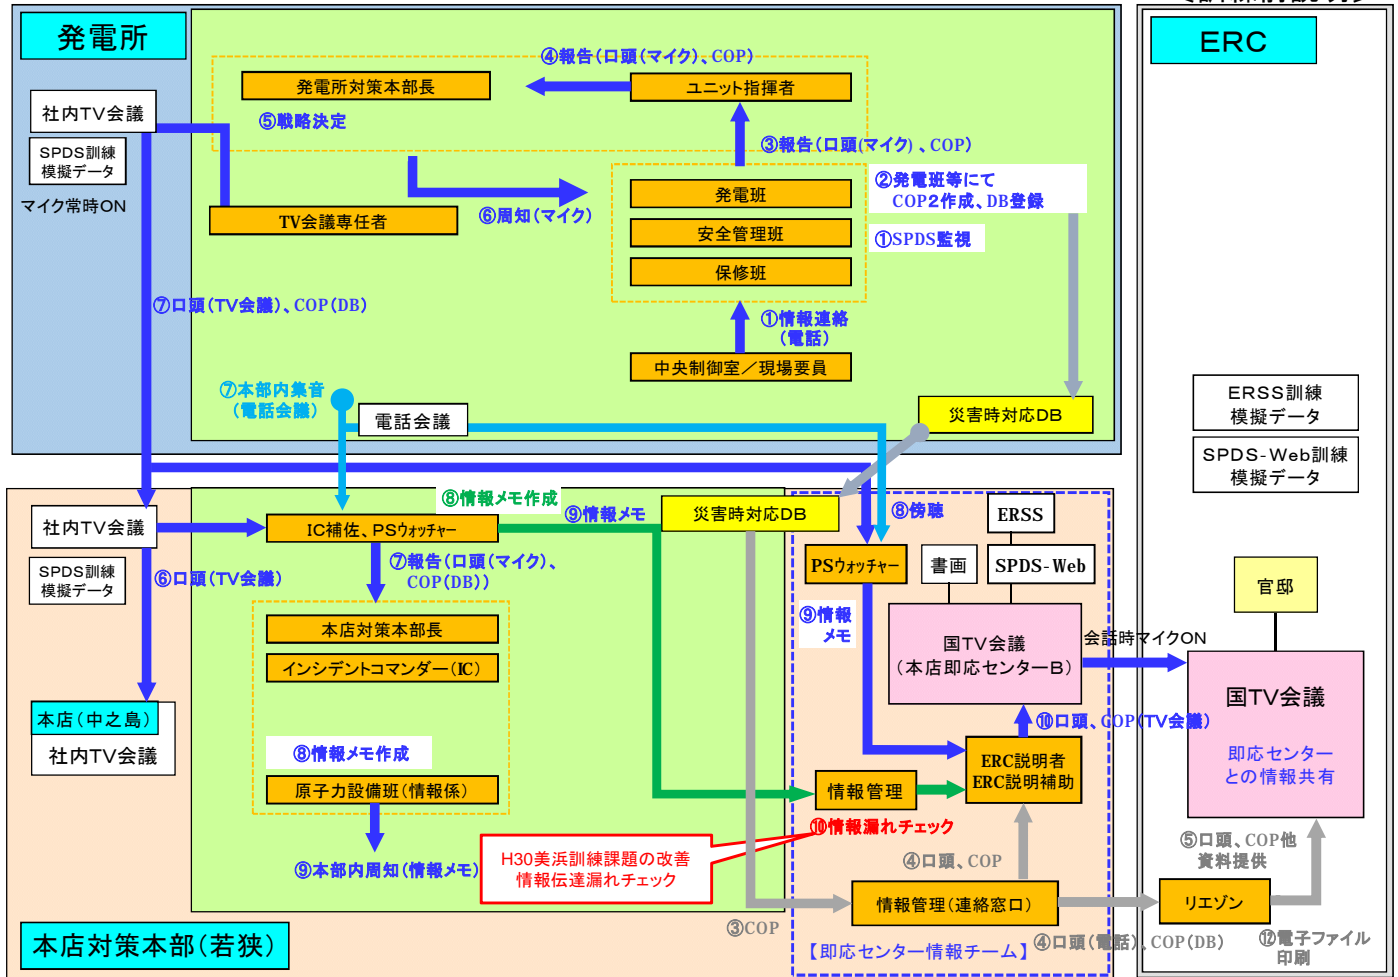 発電所
社内TV会議
SPDS訓練
模擬データ
マイク常時ON
④報告(口頭(マイク)、COP)
発電所対策本部長
ユニット指揮者
⑤戦略決定
③報告(口頭(マイク)、COP)
⑥周知(マイク)
TV会議専任者
発電班
安全管理班
保修班
②発電班等にて
COP2作成、DB登録
①SPDS監視
①情報連絡
(電話)
中央制御室／現場要員
⑦口頭(TV会議)、COP(DB)
⑦本部内集音
(電話会議)
電話会議
災害時対応DB
ERC
ERSS訓練
模擬データ
SPDS-Web訓練
模擬データ
官邸
国TV会議
即応センター
との情報共有
⑤口頭、COP他
資料提供
リエゾン
⑫電子ファイル
印刷
社内TV会議
SPDS訓練
模擬データ
⑥口頭(TV会議)
本店(中之島)
社内TV会議
⑧情報メモ作成
IC補佐、PSウォッチャー
⑨情報メモ
⑦報告(口頭(マイク)、
COP(DB))
本店対策本部長
インシデントコマンダー(IC)
⑧情報メモ作成
原子力設備班(情報係)
⑨本部内周知(情報メモ)
災害時対応DB
⑧傍聴
ERSS
PSウォッチャー
書画
SPDS-Web
⑨情報
メモ
国TV会議
(本店即応センターB)
会話時マイクON
⑩口頭、COP(TV会議)
ERC説明者
ERC説明補助
情報管理
⑩情報漏れチェック
H30美浜訓練課題の改善
情報伝達漏れチェック
④口頭、COP
情報管理(連絡窓口)
③COP
④口頭(電話)、COP(DB)
【即応センター情報チーム】
本店対策本部(若狭)